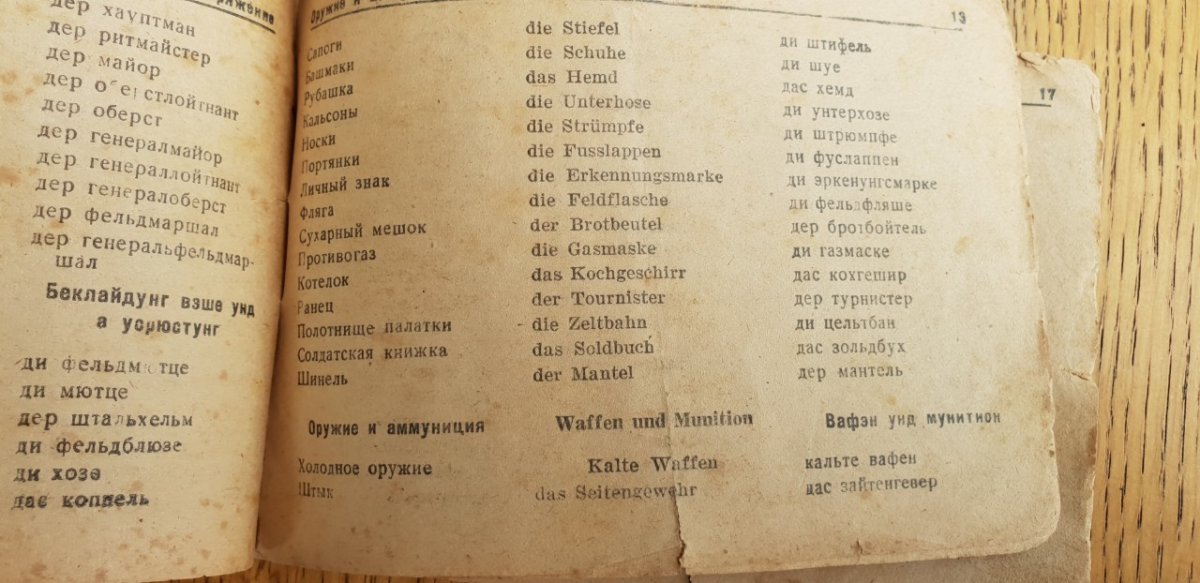 дер хауптман
дер ритмайстер
дер майор
дер оберст
дер генералмайор
дер генераллойтнант
дер генералоберст
дер фельдмаршал
дер генеральфельдмар-
шал
Беклайдунг
унд
ди
ди мютце
дер штальхельм
ди фельдблюзе
ди хозэ
дас коппель
Оружие и
13
Сапоги die Stiefel ди штифель
Башмаки die Schuhe ди шуе
Рубашка das Hemd дас хемд
Кальсоны die Unterhose ди унтерхозе
Носки die Strümpfe ди штрюмпфе
Портянки die Fusslappen ди фуслаппен
Личный знак die Erkennungsmarke ди эркенунгсмарке
Фляга die Feldflasche ди фельдфляше
Сухарный мешок der Brotbeutel дер бротбойтель
Противогаз die Gasmaske ди газмаске
Котелок das Kochgeschirr дас кохгешир
Ранец der Tournister дер турнистер
Полотнище палатки die Zeltbahn ди цельтбан
Солдатская книжка das Soldbuch дас зольдбух
Шинель der Mantel дер мантель
Оружие и аммуниция Waffen und Munition Вафэн унд мунитион
Холодное оружие Kalte Waffen кальте вафен
Штык das Seitengewehr дас зайтенгевер
17